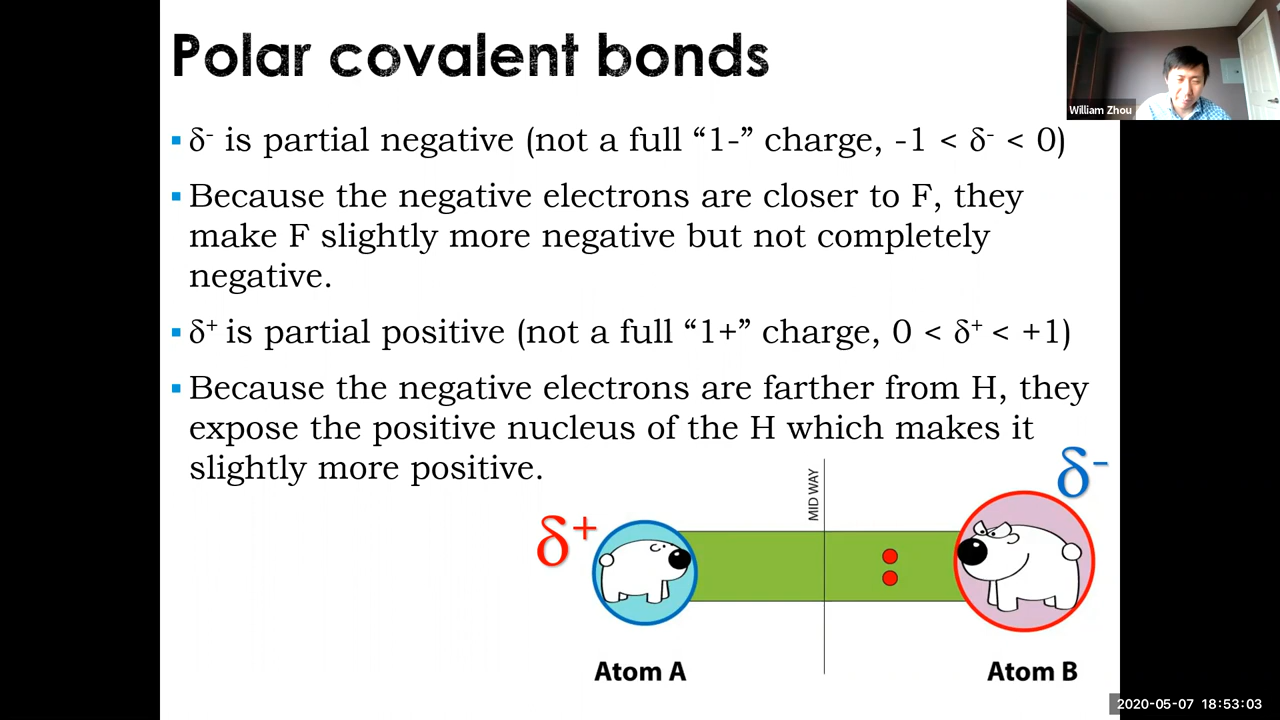 Polar covalent bonds
William Zhou
▪ δ⁻ is partial negative (not a full “1-” charge, -1 < δ⁻ < 0)
▪ Because the negative electrons are closer to F, they
make F slightly more negative but not completely
negative.
▪ δ⁺ is partial positive (not a full “1+” charge, 0 < δ⁺ < +1)
▪ Because the negative electrons are farther from H, they
expose the positive nucleus of the H which makes it
slightly more positive.
MID WAY
δ⁻
δ⁺
Atom A
Atom B
2020-05-07 18:53:03